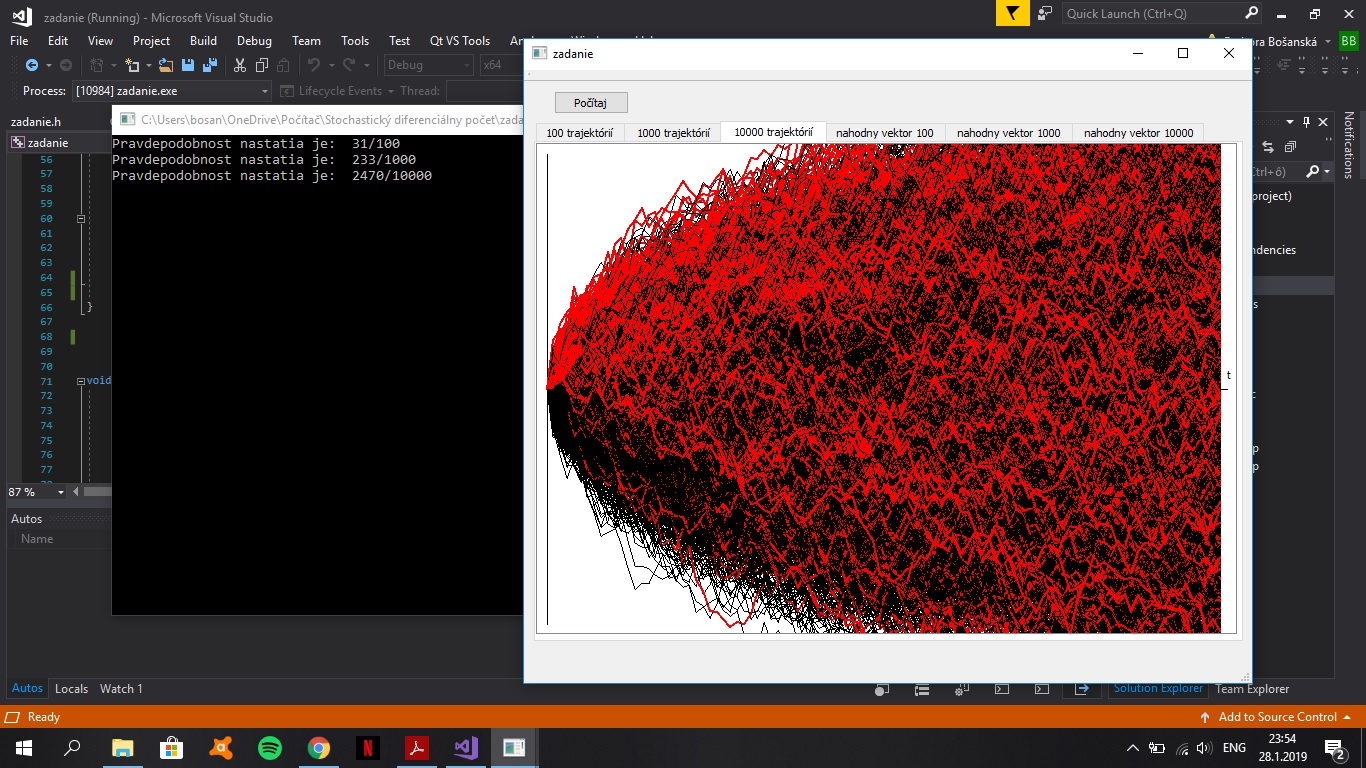 zadanie (Running) - Microsoft Visual Studio
Quick Launch (Ctrl+Q)
File Edit View Project Build Debug Team Tools Test Qt VS Tools
Bošanská BB
Debug x64
Process: [10984] zadanie.exe Lifecycle Events Thread:
zadanie.h
zadanie
C:\Users\bosan\OneDrive\Počítač\Stochastický diferenciálny počet\zada
Pravdepodobnost nastatia je: 31/100
Pravdepodobnost nastatia je: 233/1000
Pravdepodobnost nastatia je: 2470/10000
56
57
58
59
60
61
62
63
64
65
66 }
67
68
69
70
71 void
72
73
74
75
76
77
87 %
Autos
Name
zadanie
Počítaj
100 trajektórií 1000 trajektórií 10000 trajektórií nahodny vektor 100 nahodny vektor 1000 nahodny vektor 10000
t
Notifications
Ctrl+ô)
project)
ndencies
s
c
p
p
Autos Locals Watch 1
Solution Explorer Team Explorer
Ready
Add to Source Control
ENG
23:54
28.1.2019
2